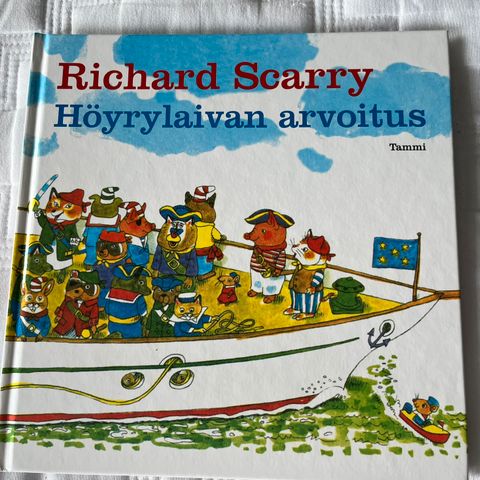 Richard Scarry
Höyrylaivan arvoitus
Tammi